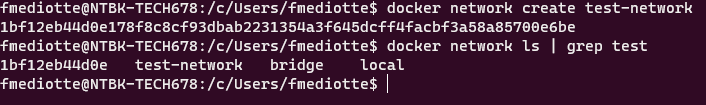 fmediotte@NTBK-TECH678:/c/Users/fmediotte$ docker network create test-network
1bf12eb44d0e178f8c8cf93dbab2231354a3f645dcff4facbf3a58a85700e6be
fmediotte@NTBK-TECH678:/c/Users/fmediotte$ docker network ls | grep test
1bf12eb44d0e   test-network   bridge    local
fmediotte@NTBK-TECH678:/c/Users/fmediotte$